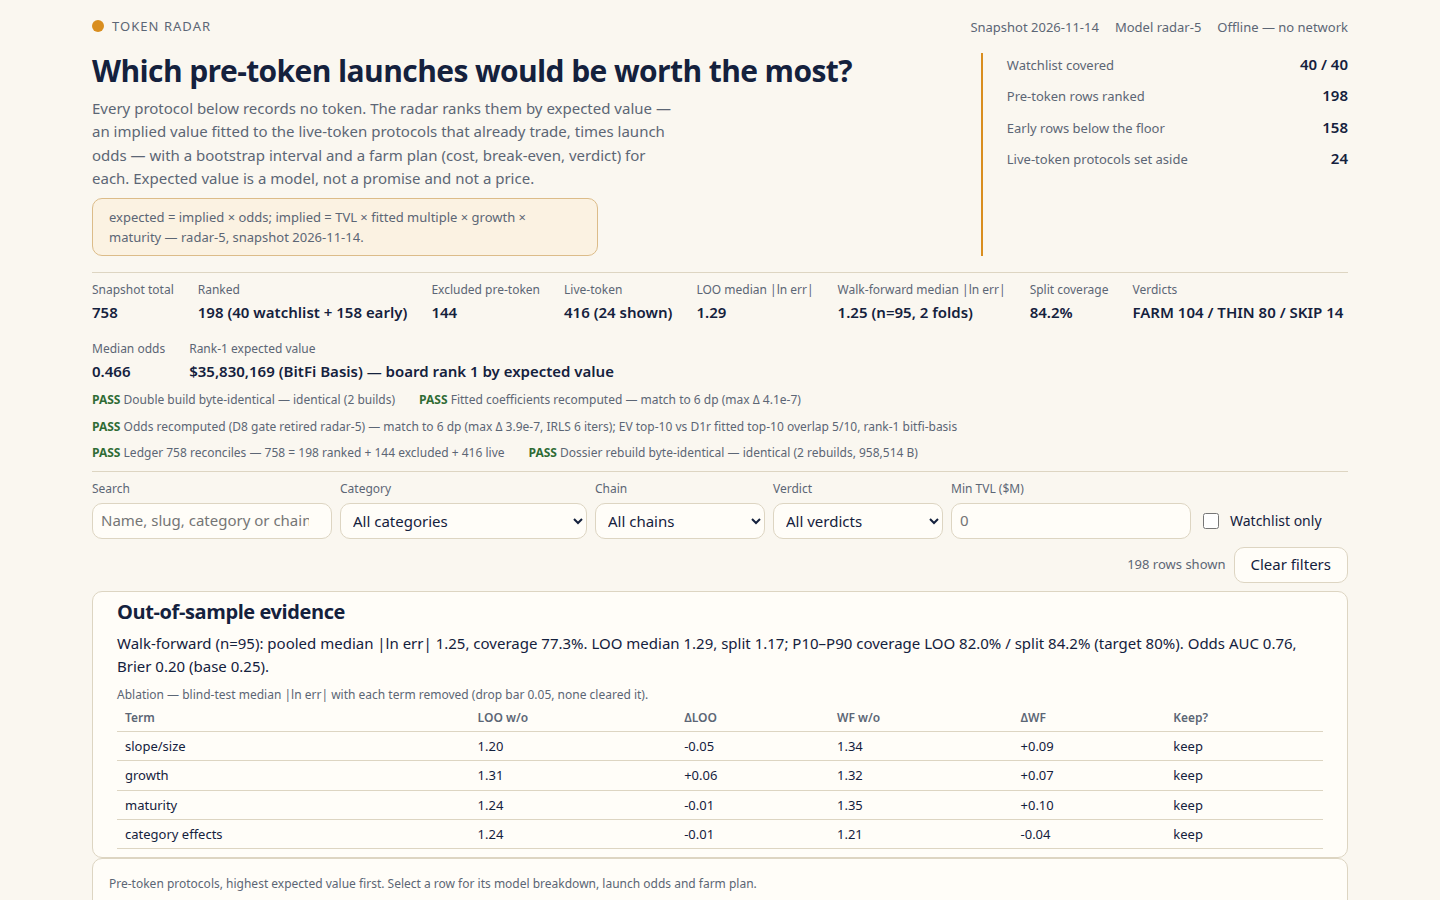 TOKEN RADAR
Snapshot 2026-11-14 Model radar-5 Offline — no network
Which pre-token launches would be worth the most?
Every protocol below records no token. The radar ranks them by expected value —
an implied value fitted to the live-token protocols that already trade, times launch
odds — with a bootstrap interval and a farm plan (cost, break-even, verdict) for
each. Expected value is a model, not a promise and not a price.
expected = implied × odds; implied = TVL × fitted multiple × growth ×
maturity — radar-5, snapshot 2026-11-14.
Watchlist covered 40 / 40
Pre-token rows ranked 198
Early rows below the floor 158
Live-token protocols set aside 24
Snapshot total Ranked Excluded pre-token Live-token LOO median |ln err| Walk-forward median |ln err| Split coverage Verdicts
758 198 (40 watchlist + 158 early) 144 416 (24 shown) 1.29 1.25 (n=95, 2 folds) 84.2% FARM 104 / THIN 80 / SKIP 14
Median odds Rank-1 expected value
0.466 $35,830,169 (BitFi Basis) — board rank 1 by expected value
PASS Double build byte-identical — identical (2 builds) PASS Fitted coefficients recomputed — match to 6 dp (max Δ 4.1e-7)
PASS Odds recomputed (D8 gate retired radar-5) — match to 6 dp (max Δ 3.9e-7, IRLS 6 iters); EV top-10 vs D1r fitted top-10 overlap 5/10, rank-1 bitfi-basis
PASS Ledger 758 reconciles — 758 = 198 ranked + 144 excluded + 416 live PASS Dossier rebuild byte-identical — identical (2 rebuilds, 958,514 B)
Search Category Chain Verdict Min TVL ($M)
Name, slug, category or chain All categories All chains All verdicts 0 Watchlist only
198 rows shown Clear filters
Out-of-sample evidence
Walk-forward (n=95): pooled median |ln err| 1.25, coverage 77.3%. LOO median 1.29, split 1.17; P10–P90 coverage LOO 82.0% / split 84.2% (target 80%). Odds AUC 0.76,
Brier 0.20 (base 0.25).
Ablation — blind-test median |ln err| with each term removed (drop bar 0.05, none cleared it).
Term LOO w/o ΔLOO WF w/o ΔWF Keep?
slope/size 1.20 -0.05 1.34 +0.09 keep
growth 1.31 +0.06 1.32 +0.07 keep
maturity 1.24 -0.01 1.35 +0.10 keep
category effects 1.24 -0.01 1.21 -0.04 keep
Pre-token protocols, highest expected value first. Select a row for its model breakdown, launch odds and farm plan.